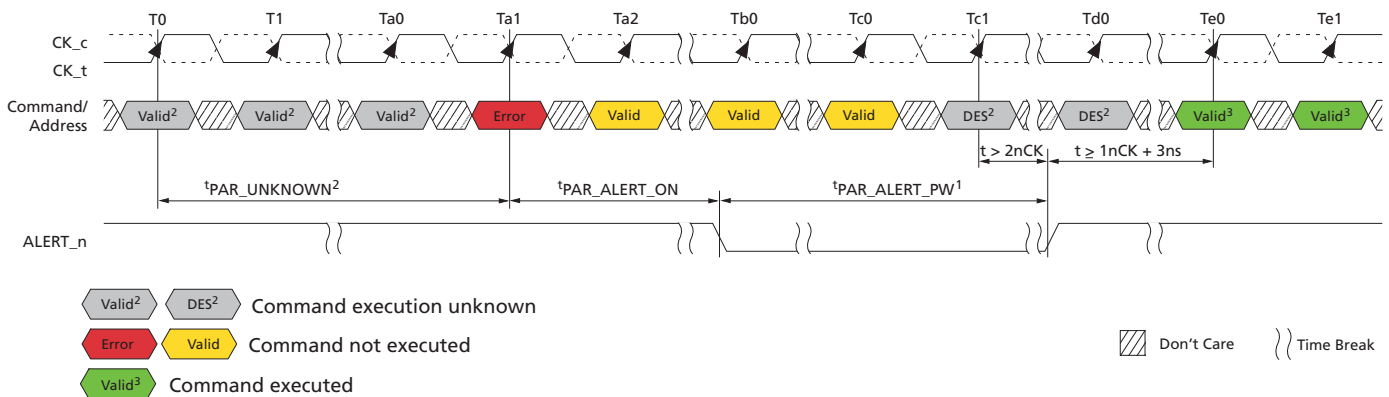 T0 T1 Ta0 Ta1 Ta2 Tb0 Tc0 Tc1 Td0 Te0 Te1
CK_c
CK_t
Command/
Address
Valid² Valid² Valid² Error Valid Valid Valid DES² DES² Valid³ Valid³
t > 2nCK t ≥ 1nCK + 3ns
tPAR_UNKNOWN² tPAR_ALERT_ON tPAR_ALERT_PW¹
ALERT_n
Valid² DES² Command execution unknown
Error Valid Command not executed
Don't Care Time Break
Valid³ Command executed